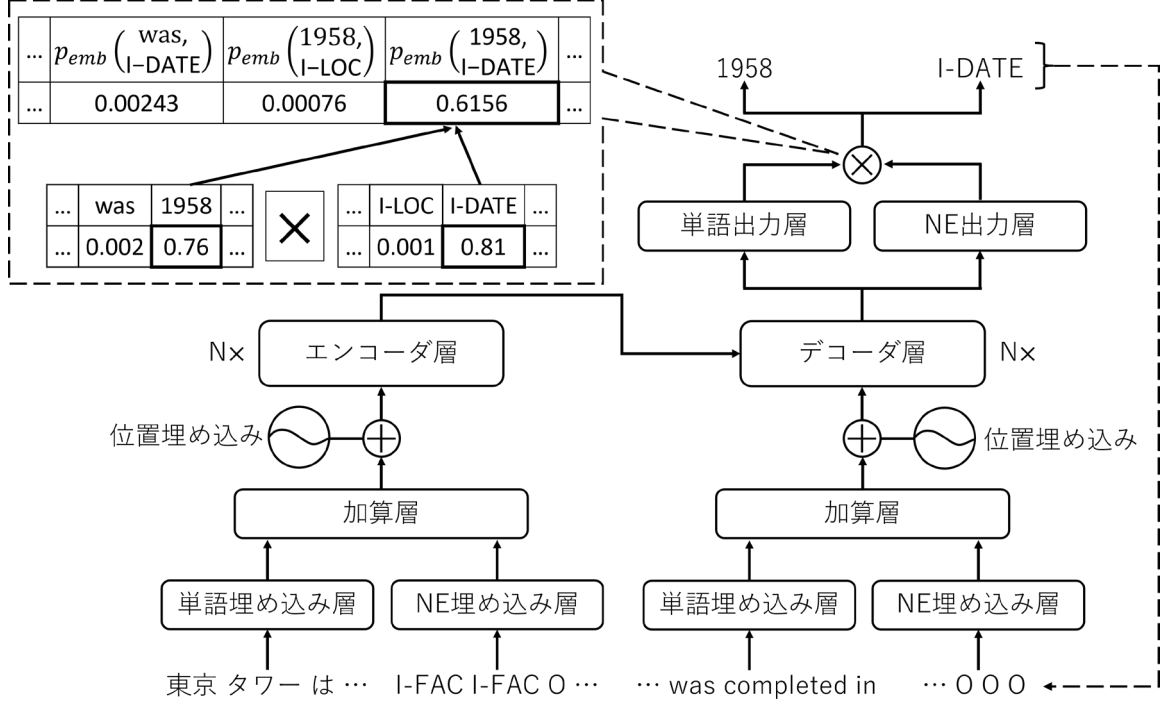 … p_emb(was, I−DATE) p_emb(1958, I−LOC) p_emb(1958, I−DATE) …
… 0.00243 0.00076 0.6156 …
… was 1958 … × … I-LOC I-DATE …
… 0.002 0.76 … … 0.001 0.81 …
1958 I-DATE
単語出力層 NE出力層
N× エンコーダ層 デコーダ層 N×
位置埋め込み 位置埋め込み
加算層 加算層
単語埋め込み層 NE埋め込み層 単語埋め込み層 NE埋め込み層
東京 タワー は … I-FAC I-FAC O … … was completed in … O O O